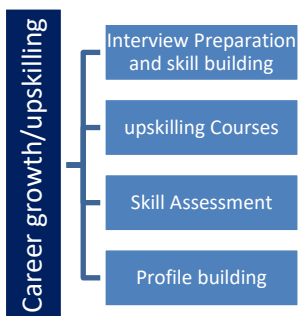 Career growth/upskilling
Interview Preparation
and skill building
upskilling Courses
Skill Assessment
Profile building